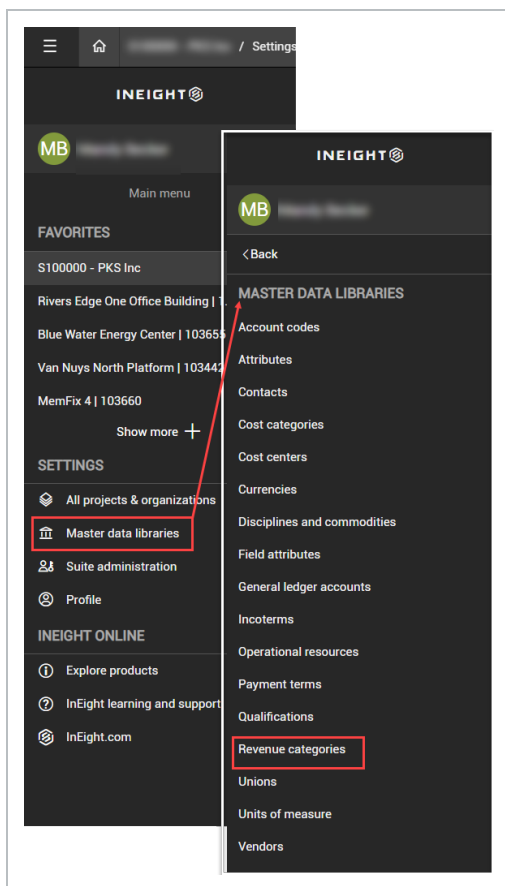 / Settings
INEIGHT
MB
Main menu
FAVORITES
S100000 - PKS Inc
Rivers Edge One Office Building | 1
Blue Water Energy Center | 103655
Van Nuys North Platform | 103442
MemFix 4 | 103660
Show more +
SETTINGS
All projects & organizations
Master data libraries
Suite administration
Profile
INEIGHT ONLINE
Explore products
InEight learning and support
InEight.com
INEIGHT
MB
<Back
MASTER DATA LIBRARIES
Account codes
Attributes
Contacts
Cost categories
Cost centers
Currencies
Disciplines and commodities
Field attributes
General ledger accounts
Incoterms
Operational resources
Payment terms
Qualifications
Revenue categories
Unions
Units of measure
Vendors